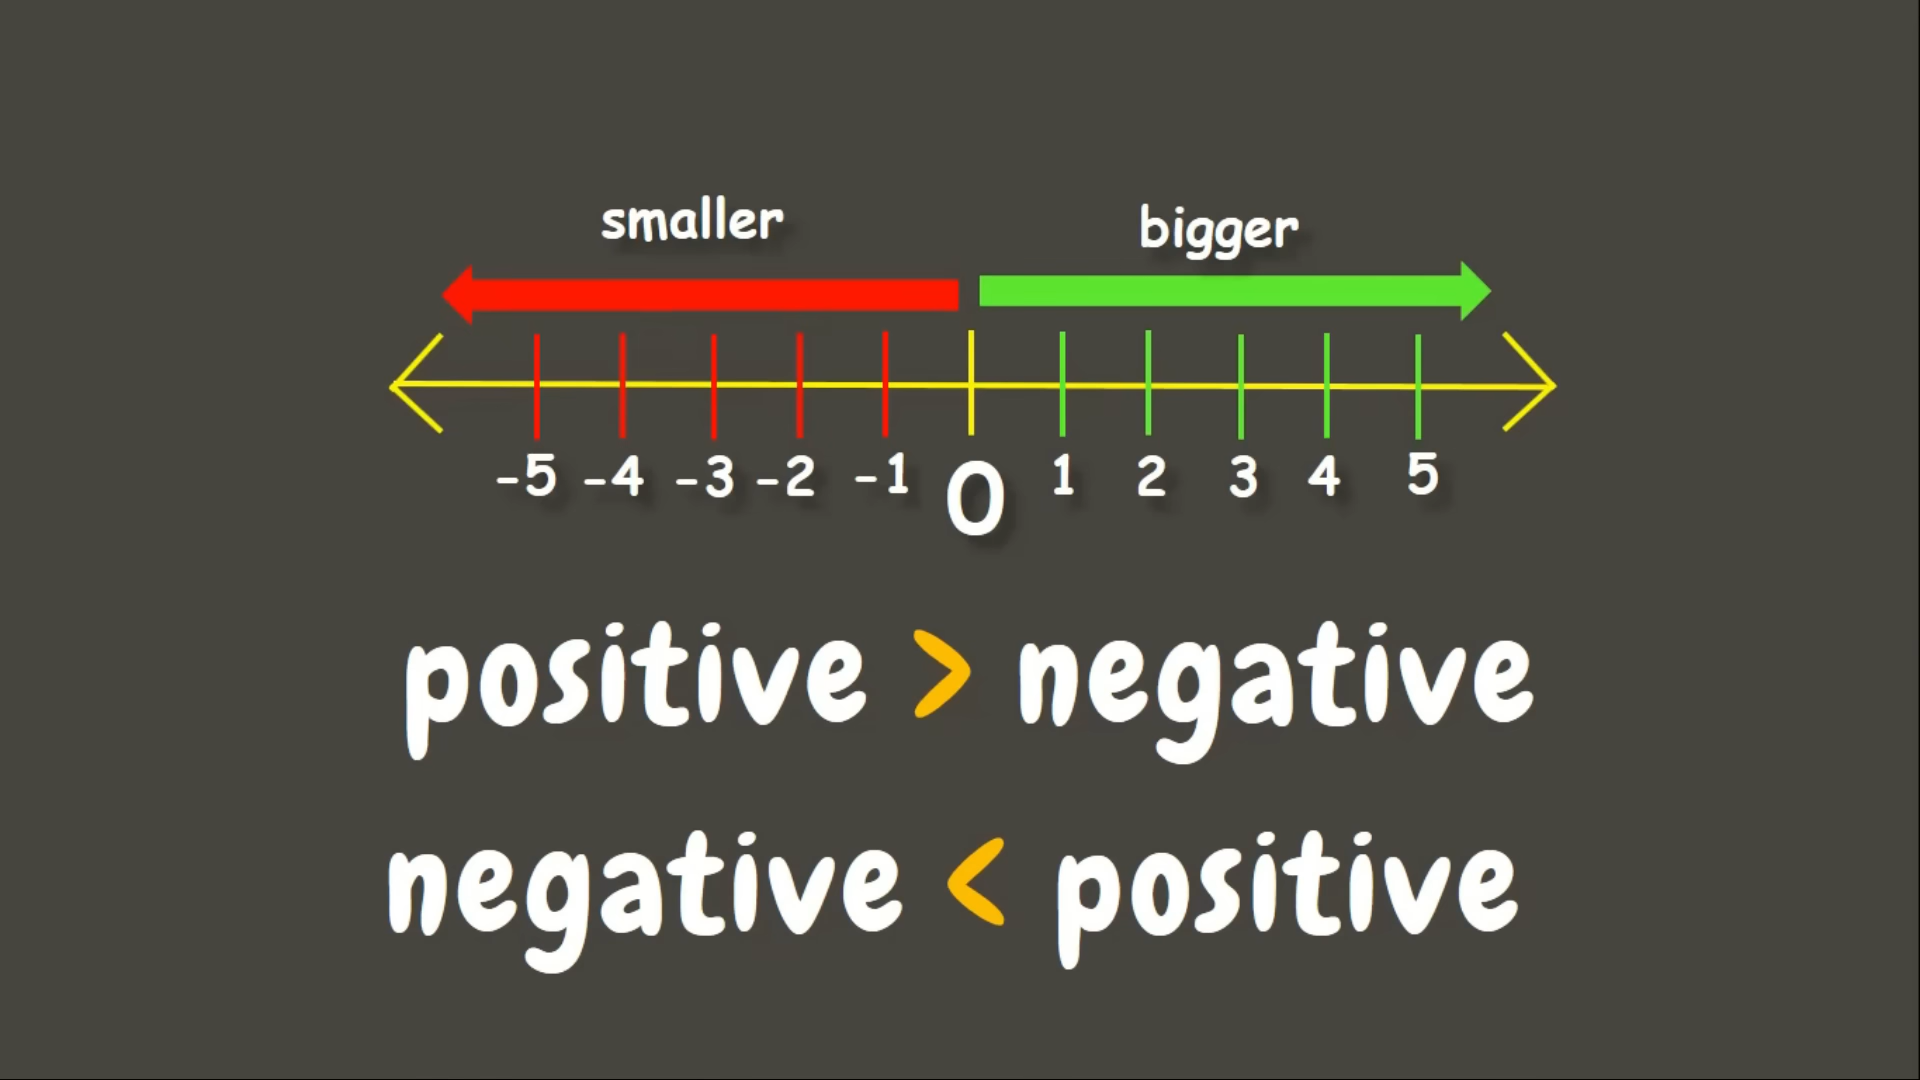 smaller bigger
-5 -4 -3 -2 -1 0 1 2 3 4 5
positive > negative
negative < positive